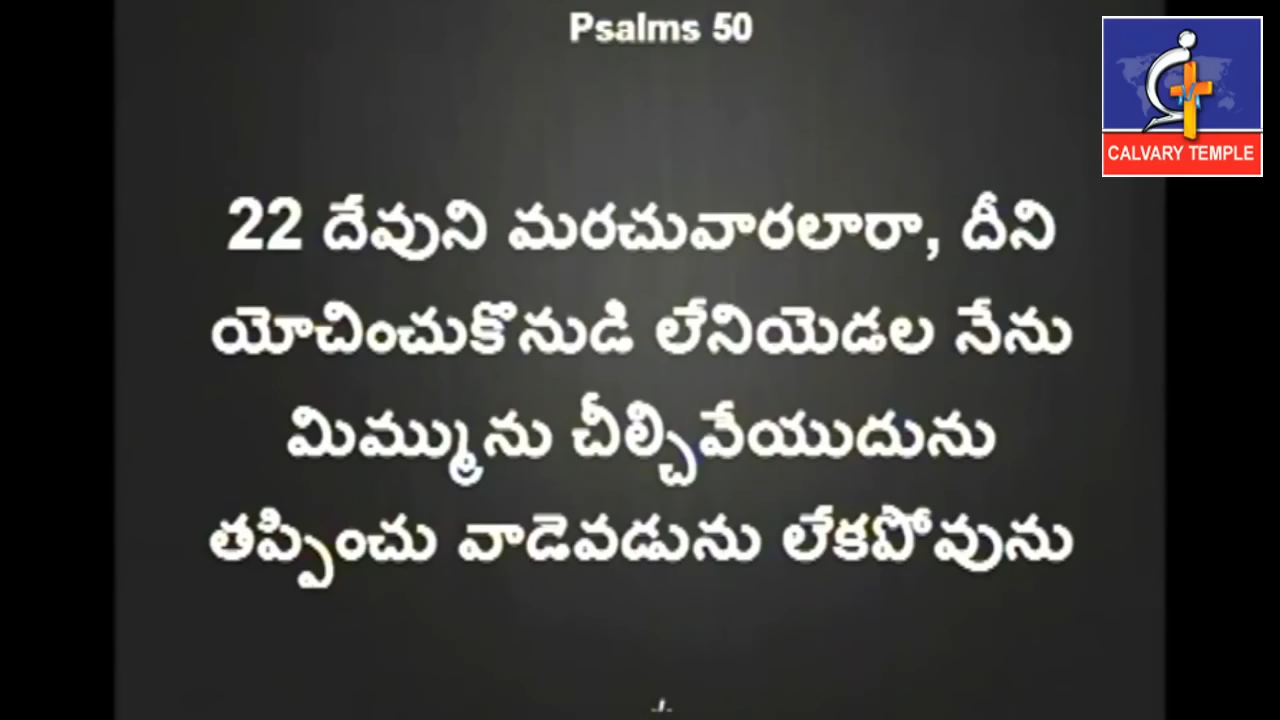 Psalms 50
CALVARY TEMPLE
22 దేవుని మరచువారలారా, దీని
యోచించుకొనుడి లేనియెడల నేను
మిమ్మును చీల్చివేయుదును
తప్పించు వాడెవడును లేకపోవును